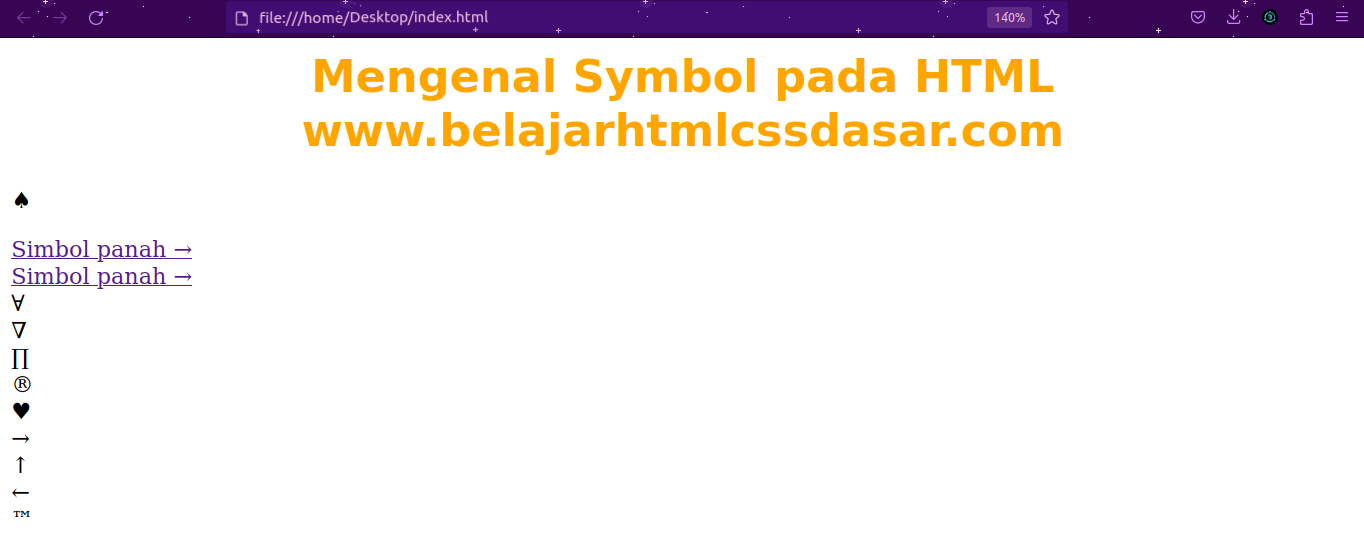 file:///home/Desktop/index.html
140%
Mengenal Symbol pada HTML
www.belajarhtmlcssdasar.com
♠
Simbol panah →
Simbol panah →
∀
∇
∏
®
♥
→
↑
←
™